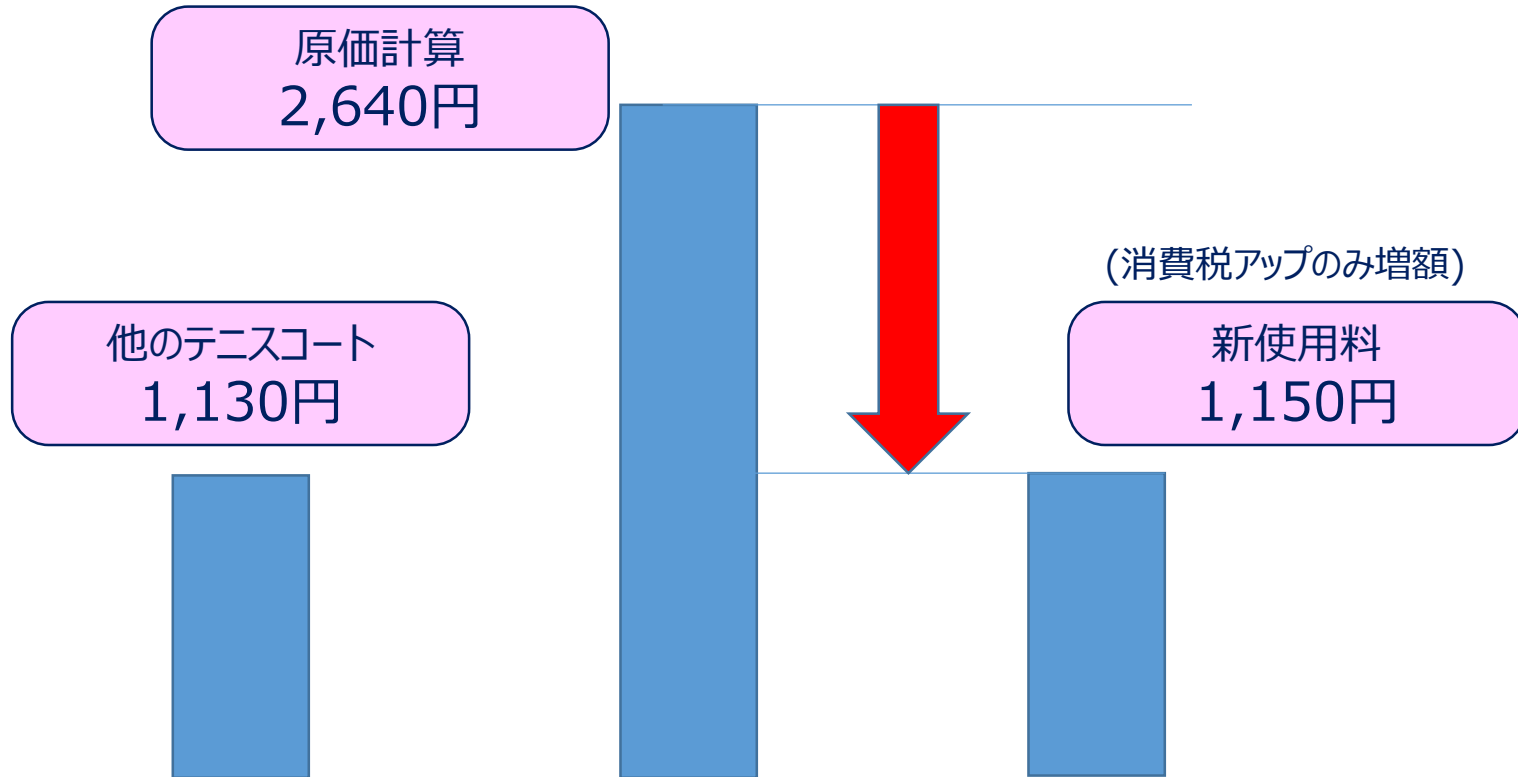 原価計算
2,640円
(消費税アップのみ増額)
他のテニスコート
1,130円
新使用料
1,150円